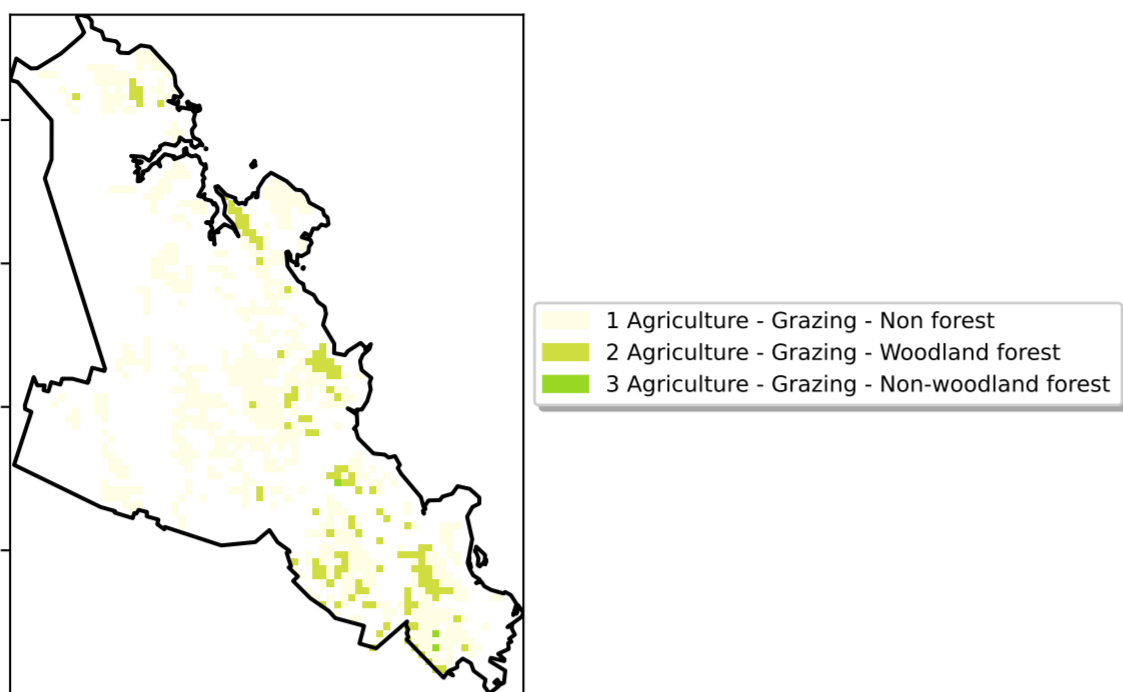 1 Agriculture - Grazing - Non forest
2 Agriculture - Grazing - Woodland forest
3 Agriculture - Grazing - Non-woodland forest